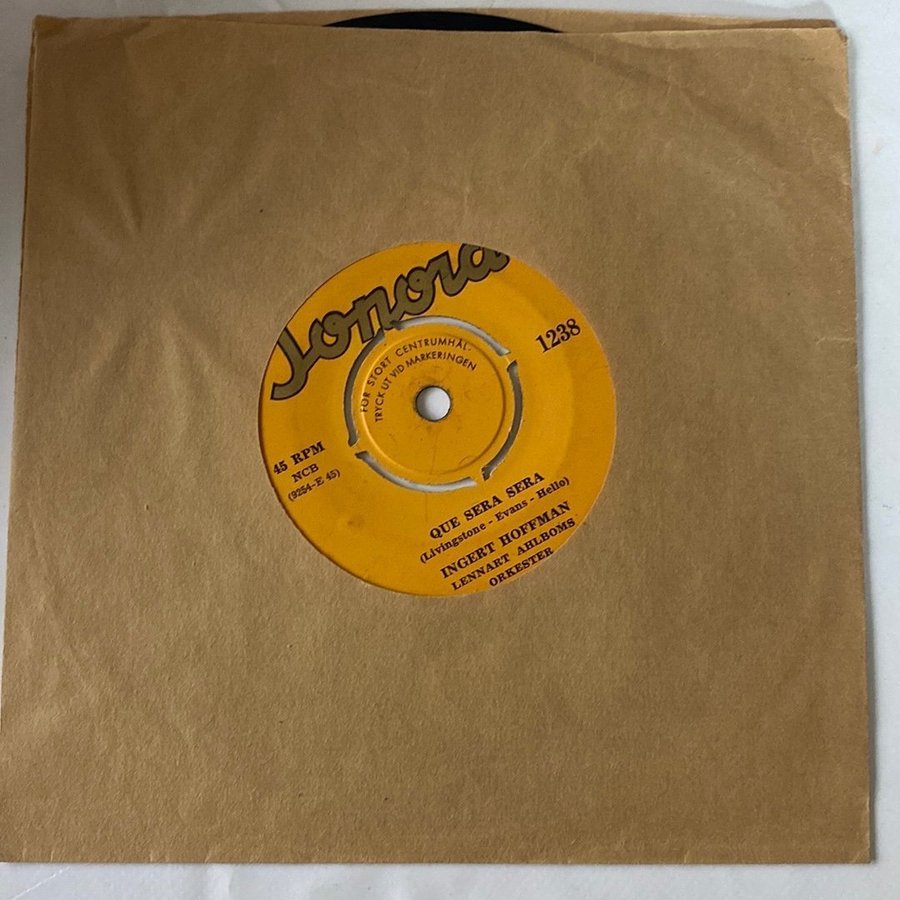 Sonora
1238
FÖR STORT CENTRUMHÅL-
TRYCK UT VID MARKERINGEN
45 RPM
NCB
(9254-E 45)
QUE SERA SERA
(Livingstone - Evans - Hello)
INGERT HOFFMAN
LENNART AHLBOMS
ORKESTER